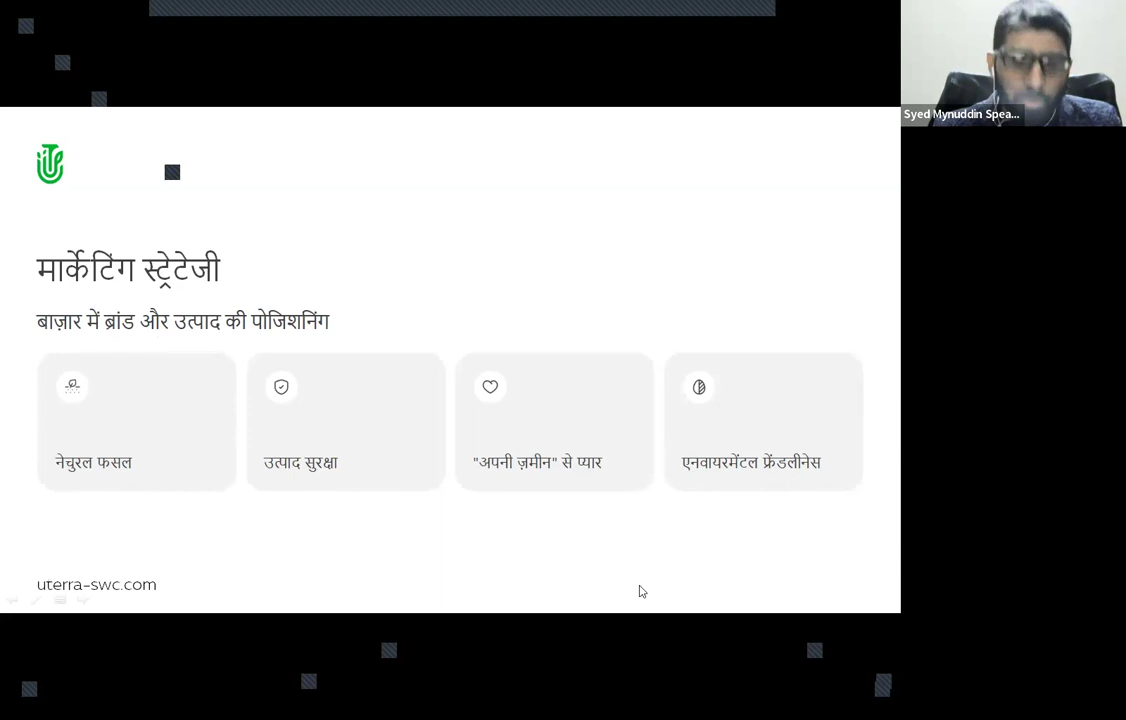 Syed Mynuddin Spea...
मार्केटिंग स्ट्रेटेजी
बाज़ार में ब्रांड और उत्पाद की पोजिशनिंग
नेचुरल फसल
उत्पाद सुरक्षा
"अपनी ज़मीन" से प्यार
एनवायरमेंटल फ्रेंडलीनेस
uterra-swc.com